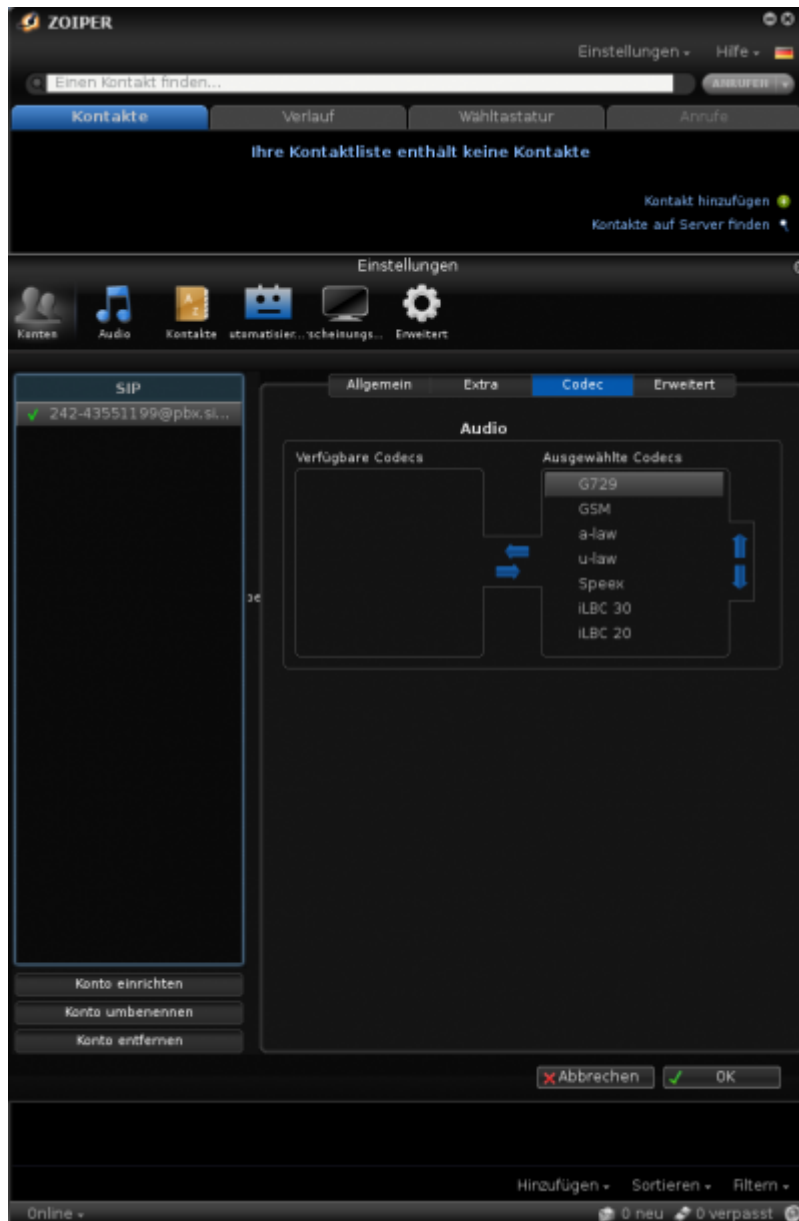 ZOIPER
Einstellungen Hilfe
Einen Kontakt finden...
ANRUFEN
Kontakte Verlauf Wähltastatur Anrufe
Ihre Kontaktliste enthält keine Kontakte
Kontakt hinzufügen
Kontakte auf Server finden
Einstellungen
Konten Audio Kontakte utomatisier... 'scheinungs... Erweitert
SIP
242-43551199@pbx.si...
Allgemein Extra Codec Erweitert
Audio
Verfügbare Codecs Ausgewählte Codecs
G729
GSM
a-law
u-law
Speex
iLBC 30
iLBC 20
be
Konto einrichten
Konto umbenennen
Konto entfernen
Abbrechen OK
Hinzufügen Sortieren Filtern
Online 0 neu 0 verpasst